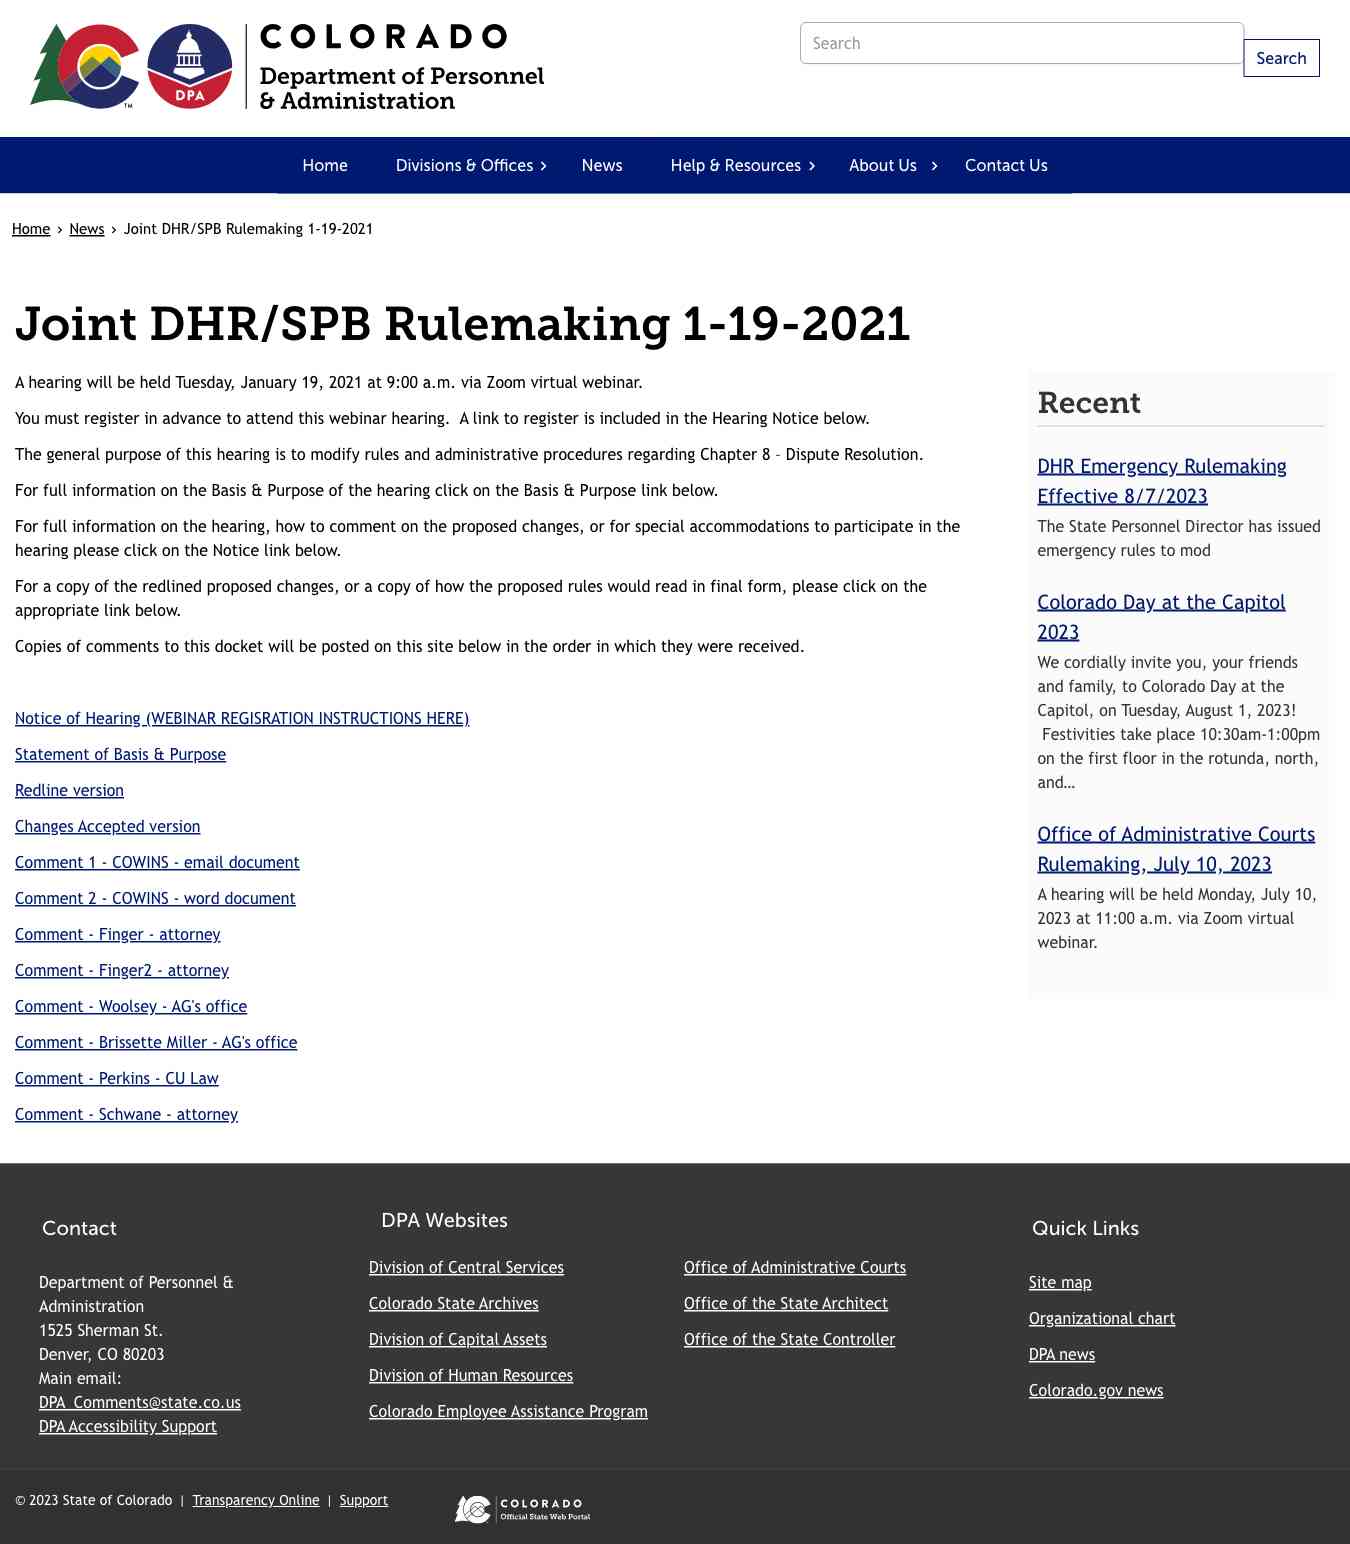 COLORADO
Department of Personnel
& Administration
TM
DPA
Search
Search
Home
Divisions & Offices
News
Help & Resources
About Us
Contact Us
Home › News › Joint DHR/SPB Rulemaking 1-19-2021
Joint DHR/SPB Rulemaking 1-19-2021
A hearing will be held Tuesday, January 19, 2021 at 9:00 a.m. via Zoom virtual webinar.
You must register in advance to attend this webinar hearing.  A link to register is included in the Hearing Notice below.
The general purpose of this hearing is to modify rules and administrative procedures regarding Chapter 8 - Dispute Resolution.
For full information on the Basis & Purpose of the hearing click on the Basis & Purpose link below.
For full information on the hearing, how to comment on the proposed changes, or for special accommodations to participate in the
hearing please click on the Notice link below.
For a copy of the redlined proposed changes, or a copy of how the proposed rules would read in final form, please click on the
appropriate link below.
Copies of comments to this docket will be posted on this site below in the order in which they were received.
Notice of Hearing (WEBINAR REGISRATION INSTRUCTIONS HERE)
Statement of Basis & Purpose
Redline version
Changes Accepted version
Comment 1 - COWINS - email document
Comment 2 - COWINS - word document
Comment - Finger - attorney
Comment - Finger2 - attorney
Comment - Woolsey - AG's office
Comment - Brissette Miller - AG's office
Comment - Perkins - CU Law
Comment - Schwane - attorney
Recent
DHR Emergency Rulemaking
Effective 8/7/2023
The State Personnel Director has issued
emergency rules to mod
Colorado Day at the Capitol
2023
We cordially invite you, your friends
and family, to Colorado Day at the
Capitol, on Tuesday, August 1, 2023!
Festivities take place 10:30am-1:00pm
on the first floor in the rotunda, north,
and…
Office of Administrative Courts
Rulemaking, July 10, 2023
A hearing will be held Monday, July 10,
2023 at 11:00 a.m. via Zoom virtual
webinar.
Contact
Department of Personnel &
Administration
1525 Sherman St.
Denver, CO 80203
Main email:
DPA_Comments@state.co.us
DPA Accessibility Support
DPA Websites
Division of Central Services
Colorado State Archives
Division of Capital Assets
Division of Human Resources
Colorado Employee Assistance Program
Office of Administrative Courts
Office of the State Architect
Office of the State Controller
Quick Links
Site map
Organizational chart
DPA news
Colorado.gov news
© 2023 State of Colorado | Transparency Online | Support
COLORADO
Official State Web Portal